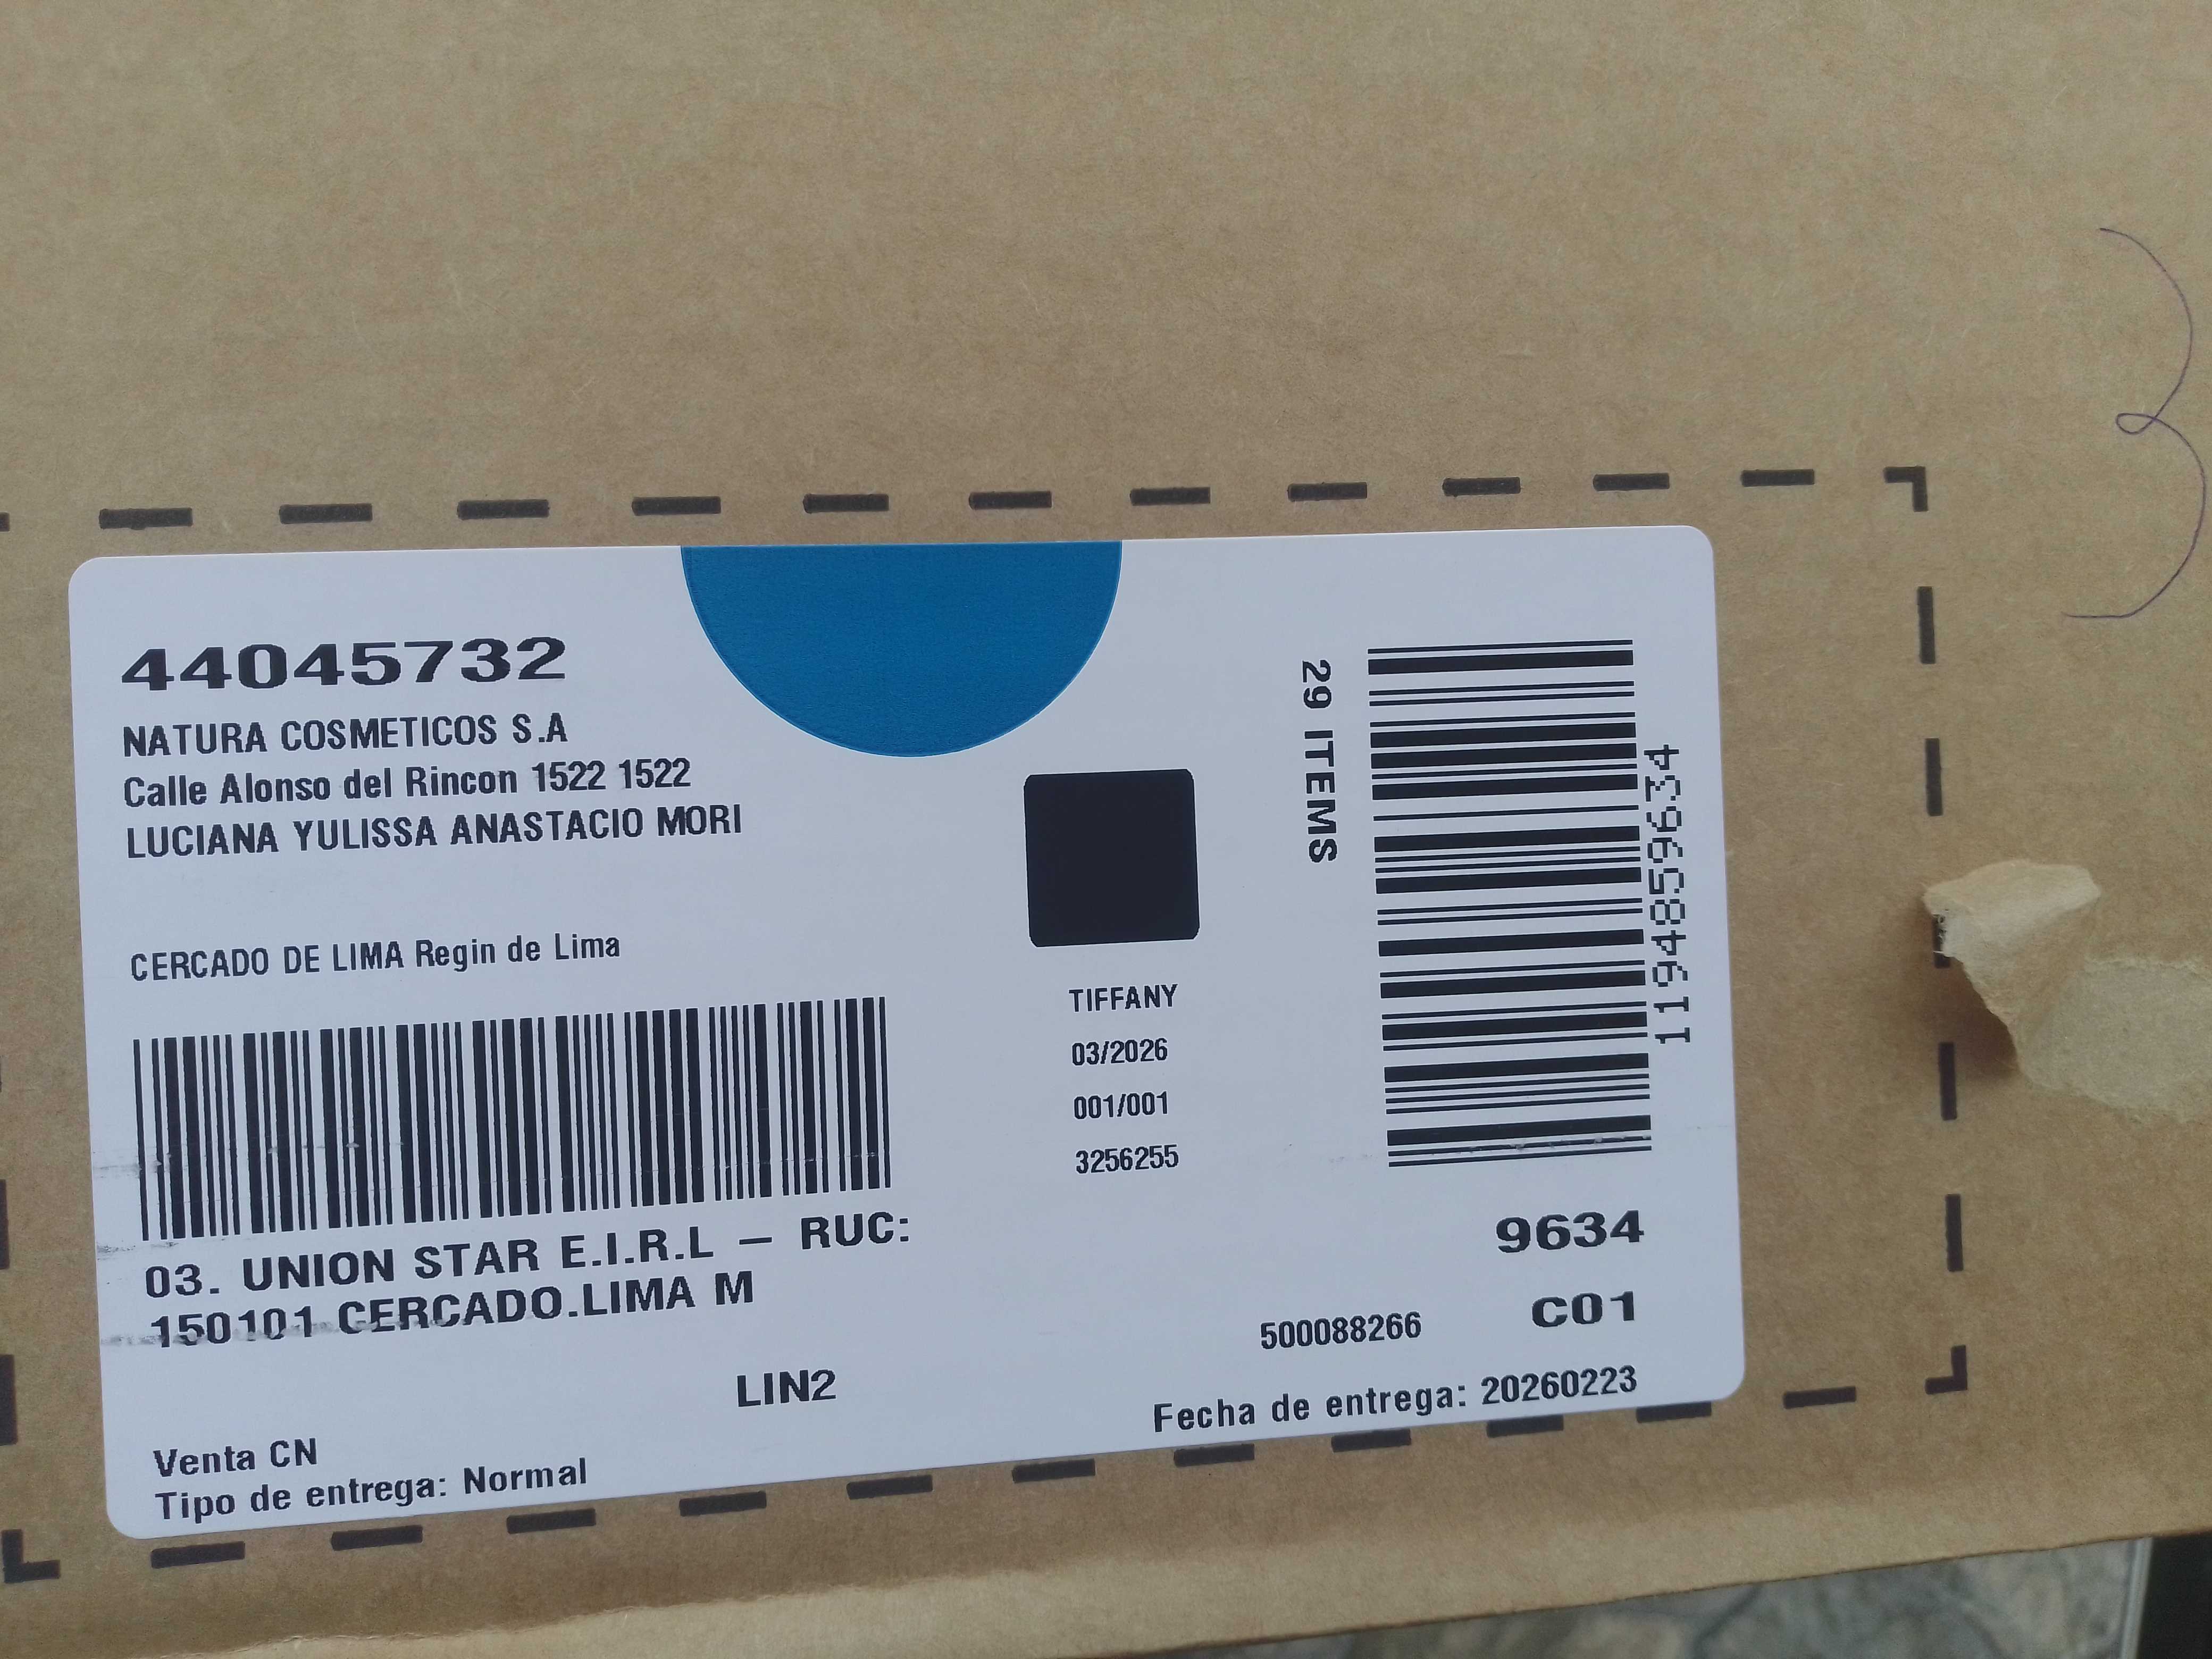 44045732
NATURA COSMETICOS S.A
Calle Alonso del Rincon 1522 1522
LUCIANA YULISSA ANASTACIO MORI
CERCADO DE LIMA Regin de Lima
03. UNION STAR E.I.R.L – RUC:
150101 CERCADO.LIMA M
LIN2
Venta CN
Tipo de entrega: Normal
TIFFANY
03/2026
001/001
3256255
29 ITEMS
1194859634
9634
C01
500088266
Fecha de entrega: 20260223
3